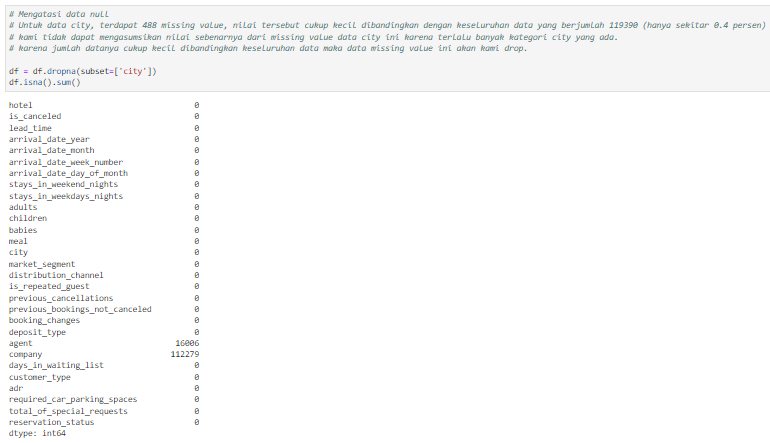 # Mengatasi data null
# Untuk data city, terdapat 488 missing value, nilai tersebut cukup kecil dibandingkan dengan keseluruhan data yang berjumlah 119390 (hanya sekitar 0.4 persen)
# kami tidak dapat mengasumsikan nilai sebenarnya dari missing value data city ini karena terlalu banyak kategori city yang ada.
# karena jumlah datanya cukup kecil dibandingkan keseluruhan data maka data missing value ini akan kami drop.
df = df.dropna(subset=['city'])
df.isna().sum()
hotel 0
is_canceled 0
lead_time 0
arrival_date_year 0
arrival_date_month 0
arrival_date_week_number 0
arrival_date_day_of_month 0
stays_in_weekend_nights 0
stays_in_weekdays_nights 0
adults 0
children 0
babies 0
meal 0
city 0
market_segment 0
distribution_channel 0
is_repeated_guest 0
previous_cancellations 0
previous_bookings_not_canceled 0
booking_changes 0
deposit_type 0
agent 16006
company 112279
days_in_waiting_list 0
customer_type 0
adr 0
required_car_parking_spaces 0
total_of_special_requests 0
reservation_status 0
dtype: int64